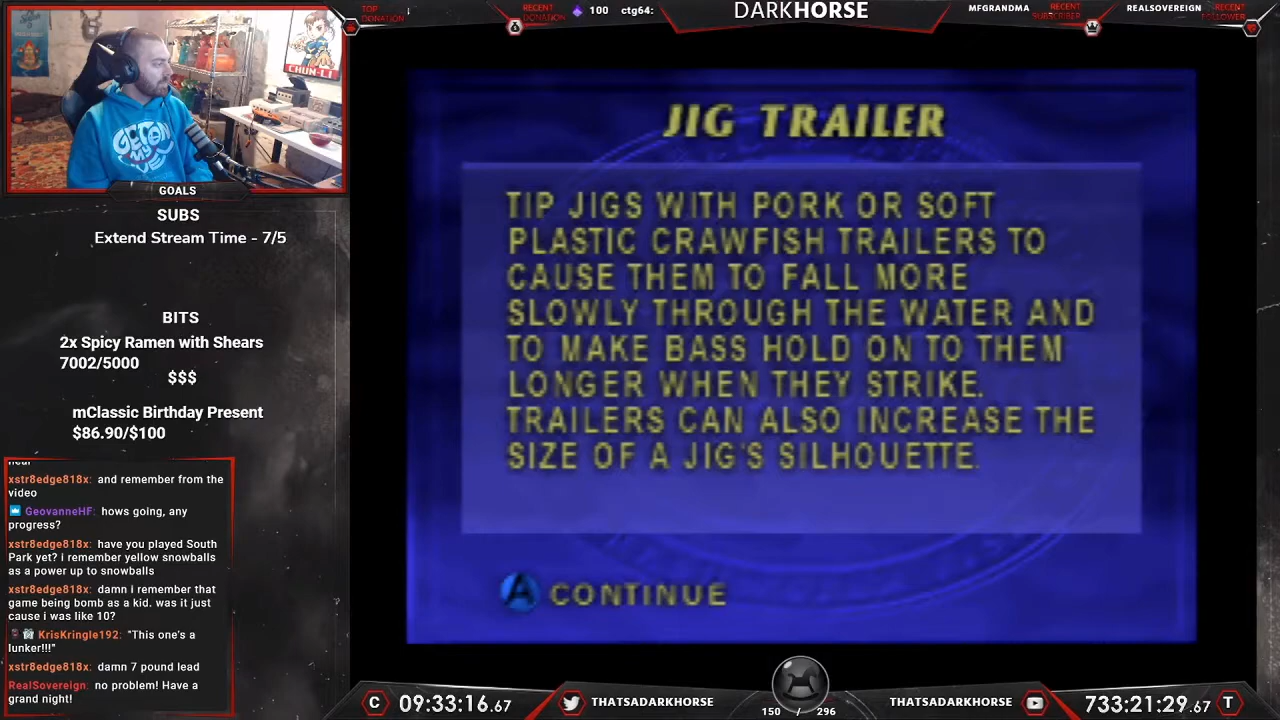 TOP
DONATION
RECENT
DONATION
100 ctg64:
DARKHORSE
MFGRANDMA
RECENT
SUBSCRIBER
REALSOVEREIGN
RECENT
FOLLOWER
CHUN-LI
GOALS
SUBS
Extend Stream Time - 7/5
BITS
2x Spicy Ramen with Shears
7002/5000
$$$
mClassic Birthday Present
$86.90/$100
xstr8edge818x: and remember from the
video
GeovanneHF: hows going, any
progress?
xstr8edge818x: have you played South
Park yet? i remember yellow snowballs
as a power up to snowballs
xstr8edge818x: damn i remember that
game being bomb as a kid. was it just
cause i was like 10?
KrisKringle192: "This one's a
lunker!!!"
xstr8edge818x: damn 7 pound lead
RealSovereign: no problem! Have a
grand night!
JIG TRAILER
TIP JIGS WITH PORK OR SOFT
PLASTIC CRAWFISH TRAILERS TO
CAUSE THEM TO FALL MORE
SLOWLY THROUGH THE WATER AND
TO MAKE BASS HOLD ON TO THEM
LONGER WHEN THEY STRIKE.
TRAILERS CAN ALSO INCREASE THE
SIZE OF A JIG'S SILHOUETTE.
A CONTINUE
C 09:33:16.67
THATSADARKHORSE
150 / 296
THATSADARKHORSE
733:21:29.67 T